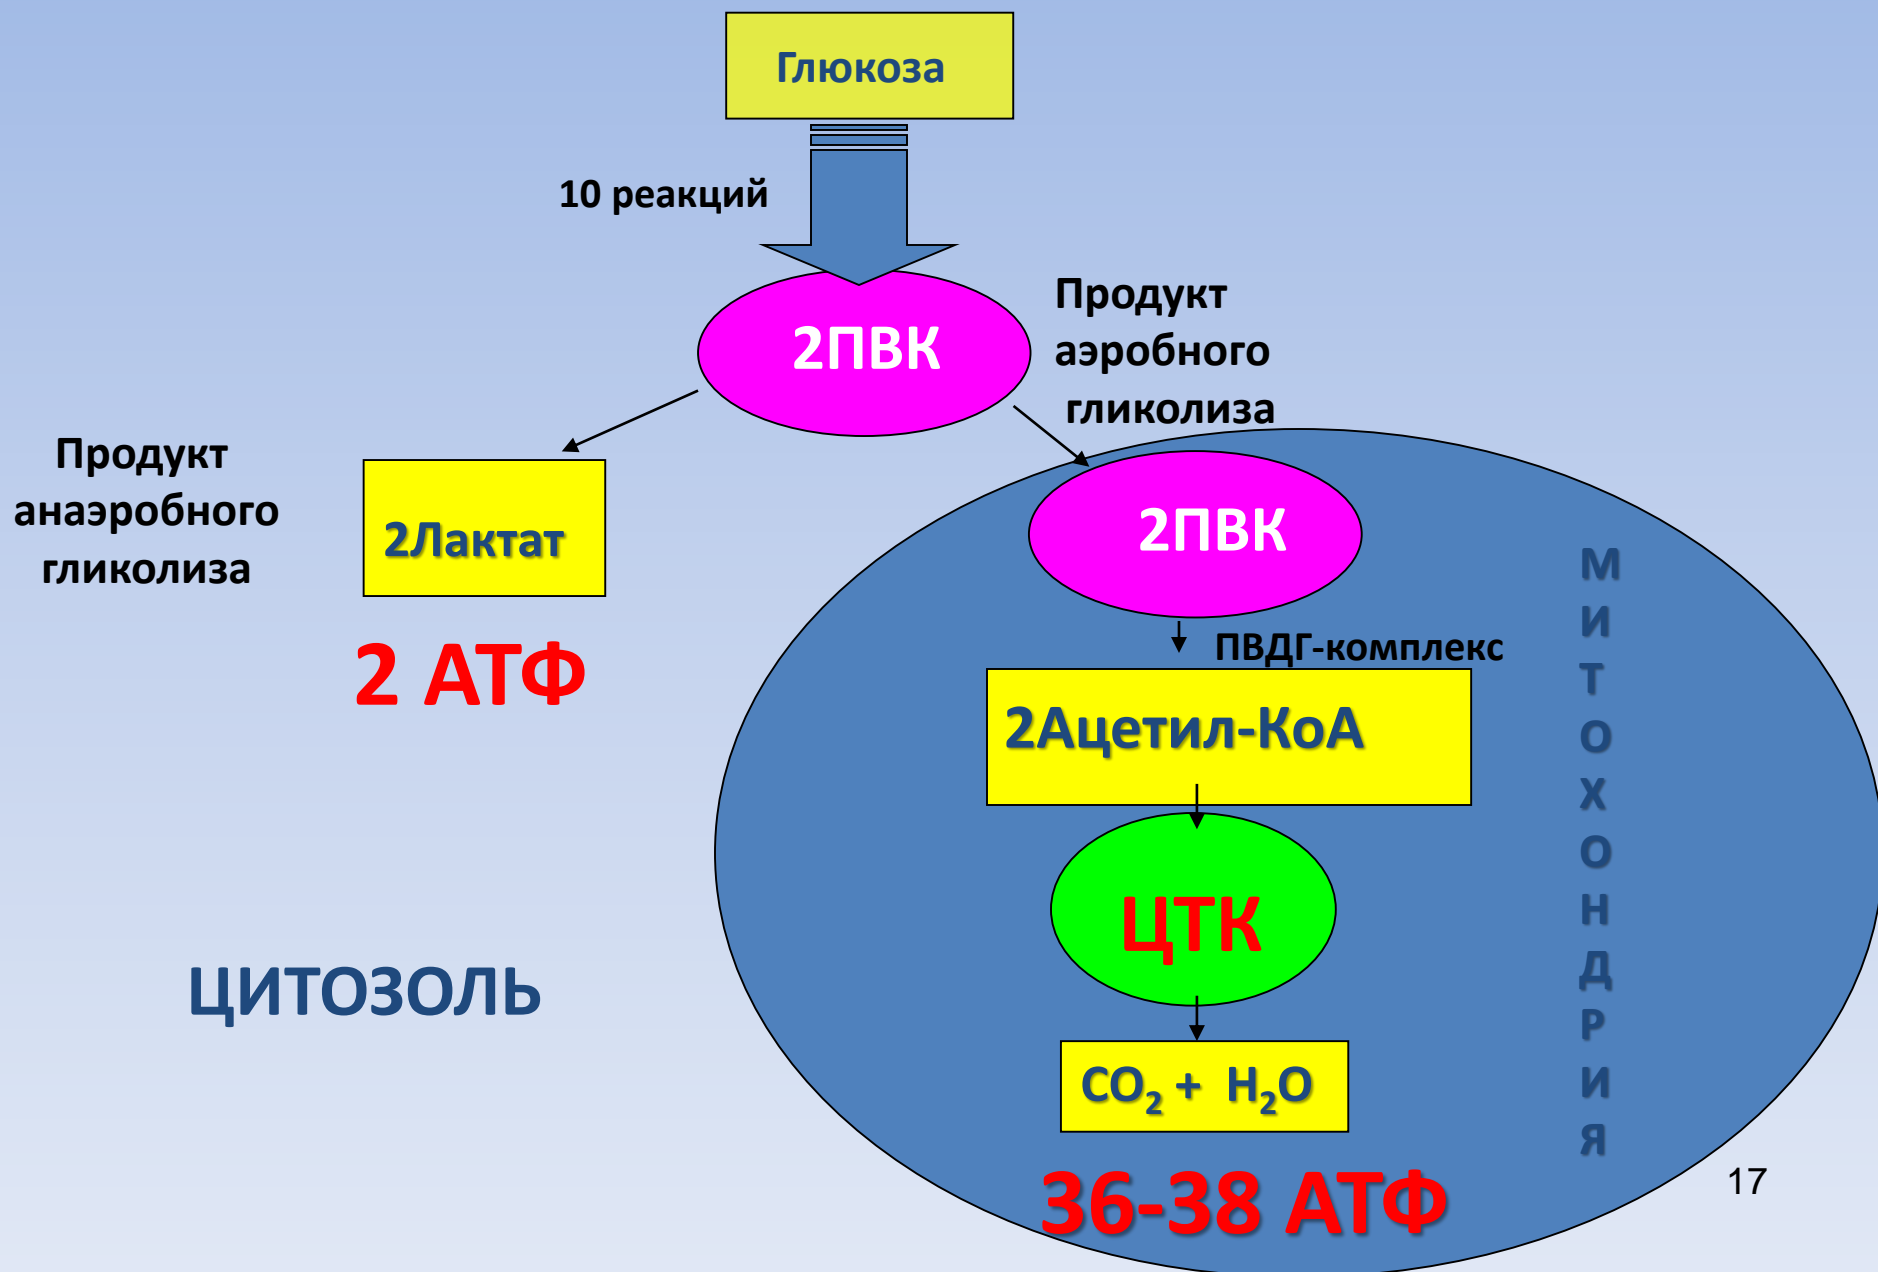 Глюкоза
10 реакций
2ПВК
Продукт
аэробного
гликолиза
Продукт
анаэробного
гликолиза
2Лактат
2 АТФ
2ПВК
ПВДГ-комплекс
2Ацетил-КоА
ЦТК
CO₂ + H₂O
36-38 АТФ
М
И
Т
О
Х
О
Н
Д
Р
И
Я
ЦИТОЗОЛЬ
17